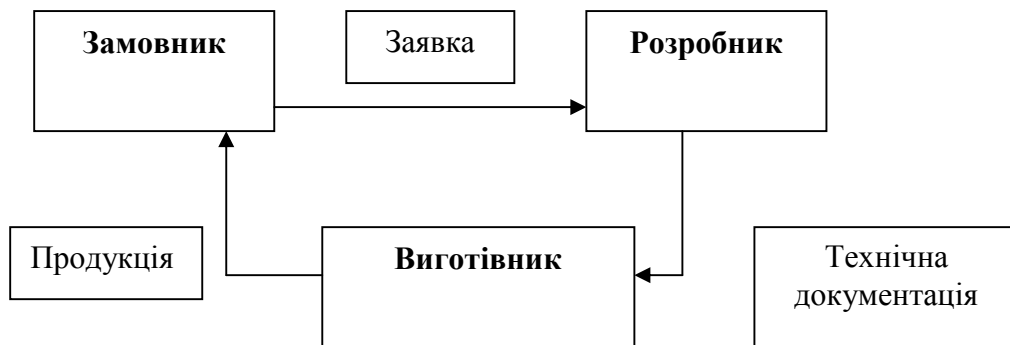 Замовник
Заявка
Розробник
Продукція
Виготівник
Технічна
документація